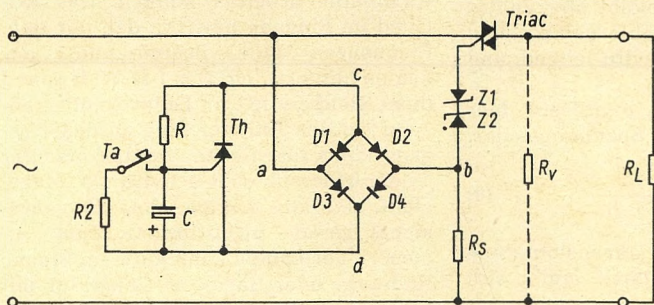 Triac
c
Z1
R
Th
D1
D2
Z2
Ta
a
b
R_V
R_L
R2
C
+
D3
D4
R_S
d
~